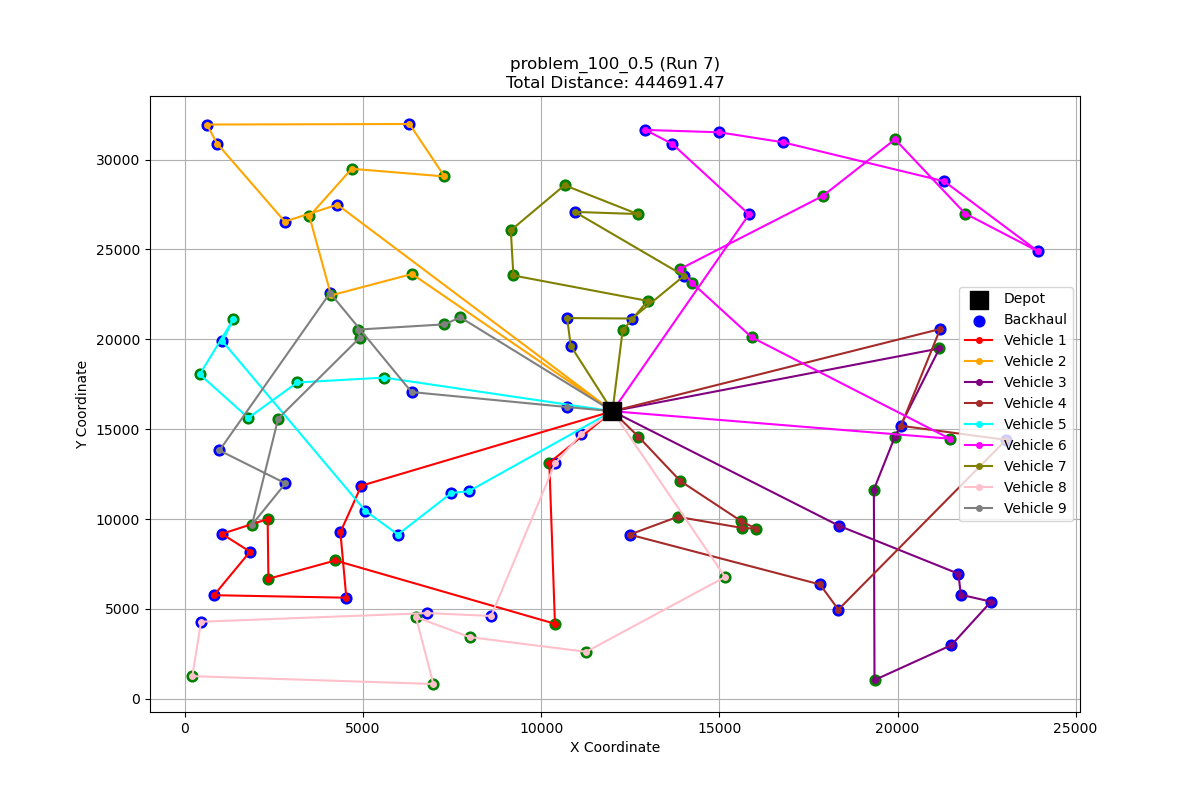 problem_100_0.5 (Run 7)
Total Distance: 444691.47
Y Coordinate
30000
25000
20000
15000
10000
5000
0
Depot
Backhaul
Vehicle 1
Vehicle 2
Vehicle 3
Vehicle 4
Vehicle 5
Vehicle 6
Vehicle 7
Vehicle 8
Vehicle 9
0 5000 10000 15000 20000 25000
X Coordinate